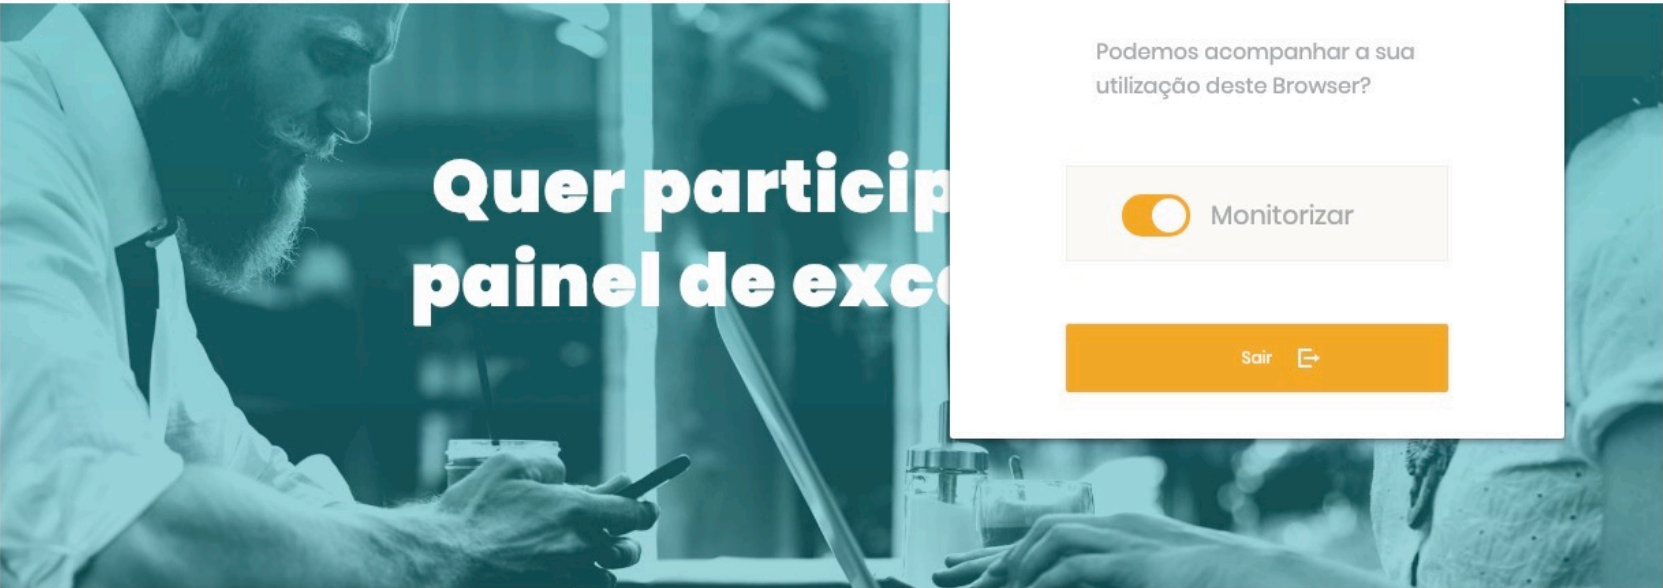 Podemos acompanhar a sua
utilização deste Browser?
Quer particip
painel de exc
Monitorizar
Sair